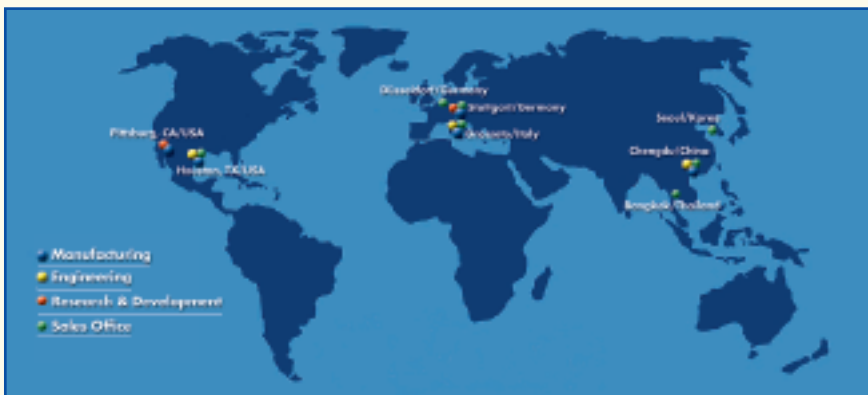 Düsseldorf/Germany
Stuttgart/Germany
Seoul/Korea
Pittsburg, CA/USA
/Italy
Chengdu/China
Houston, TX/USA
Bangkok/Thailand
Manufacturing
Engineering
Research & Development
Sales Office